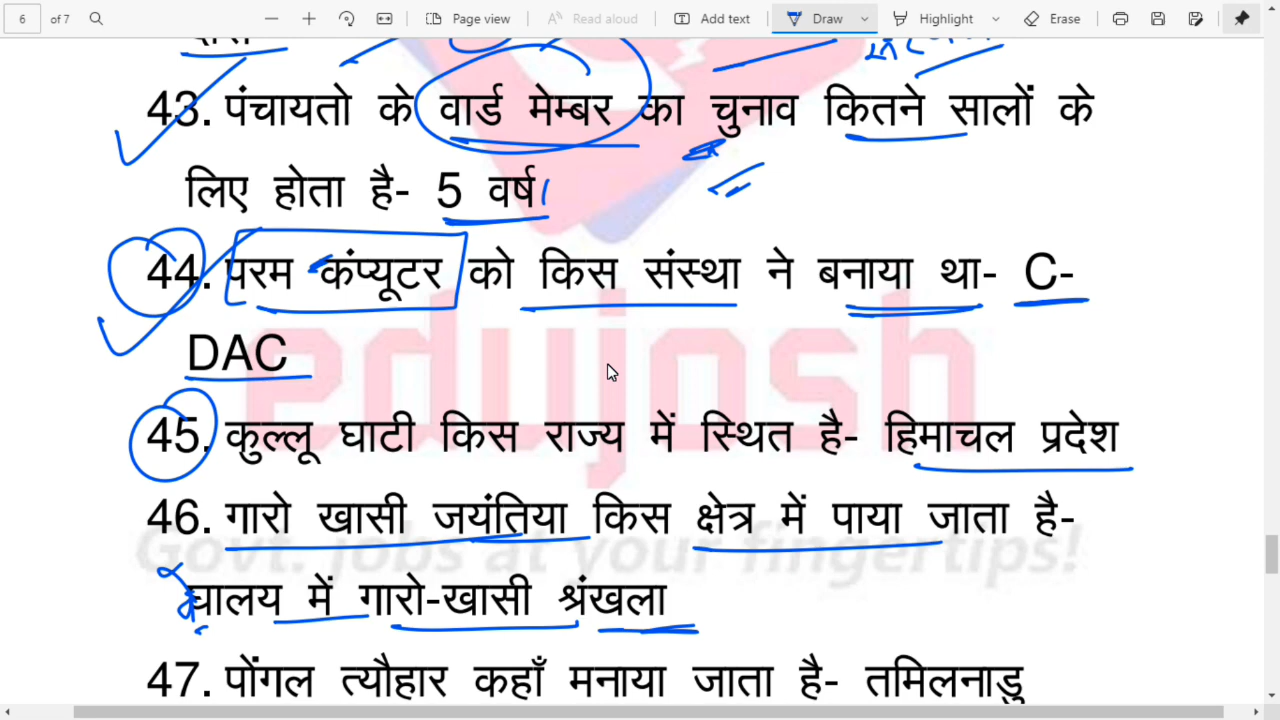 6 of 7 Page view Read aloud Add text Draw Highlight Erase
43. पंचायतो के वार्ड मेम्बर का चुनाव कितने सालों के
लिए होता है- 5 वर्ष
44. परम कंप्यूटर को किस संस्था ने बनाया था- C-
DAC
edujosh
45. कुल्लू घाटी किस राज्य में स्थित है- हिमाचल प्रदेश
46. गारो खासी जयंतिया किस क्षेत्र में पाया जाता है-
Govt. jobs at your fingertips!
घालय में गारो-खासी श्रंखला
47. पोंगल त्यौहार कहाँ मनाया जाता है- तमिलनाडु